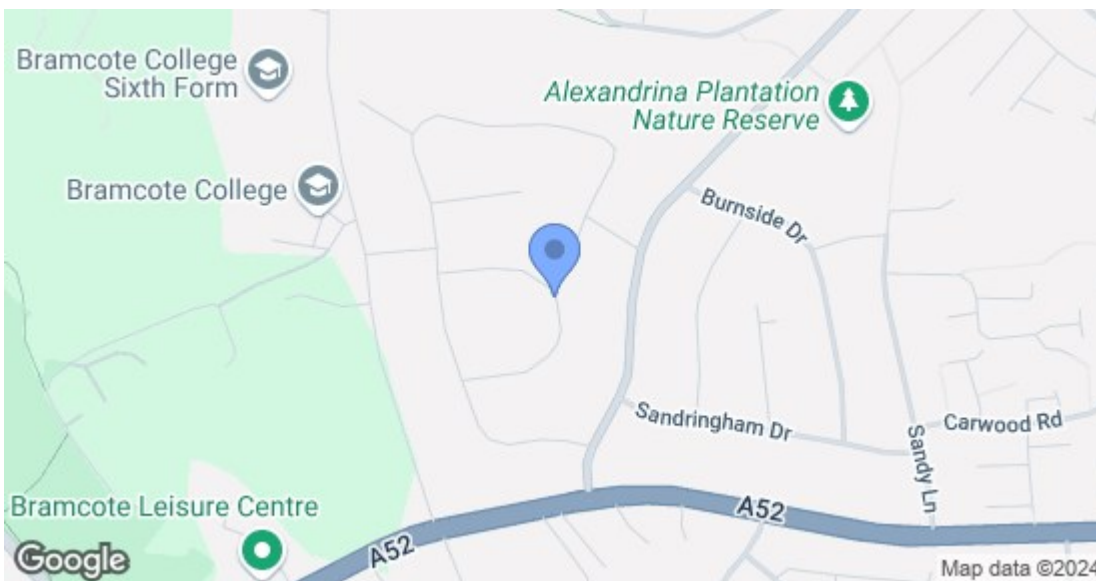 Bramcote College
Sixth Form
Alexandrina Plantation
Nature Reserve
Bramcote College
Burnside Dr
Sandringham Dr
Carwood Rd
Sandy Ln
Bramcote Leisure Centre
A52
A52
Google
Map data ©2024